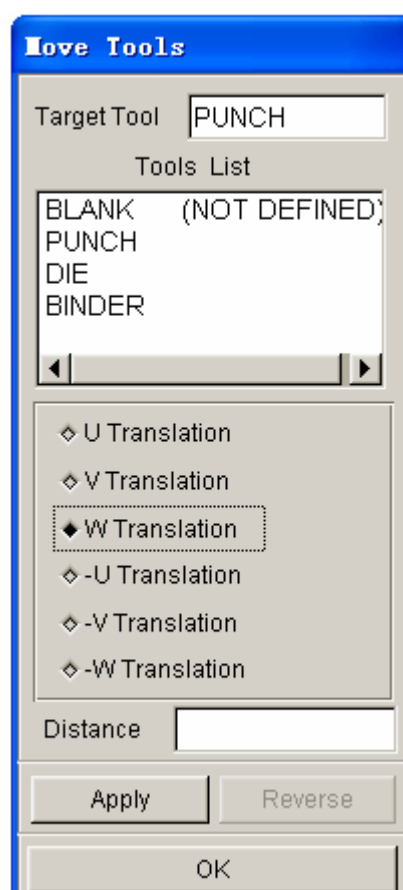 Move Tools
Target Tool PUNCH
Tools List
BLANK (NOT DEFINED)
PUNCH
DIE
BINDER
U Translation
V Translation
W Translation
-U Translation
-V Translation
-W Translation
Distance
Apply Reverse
OK